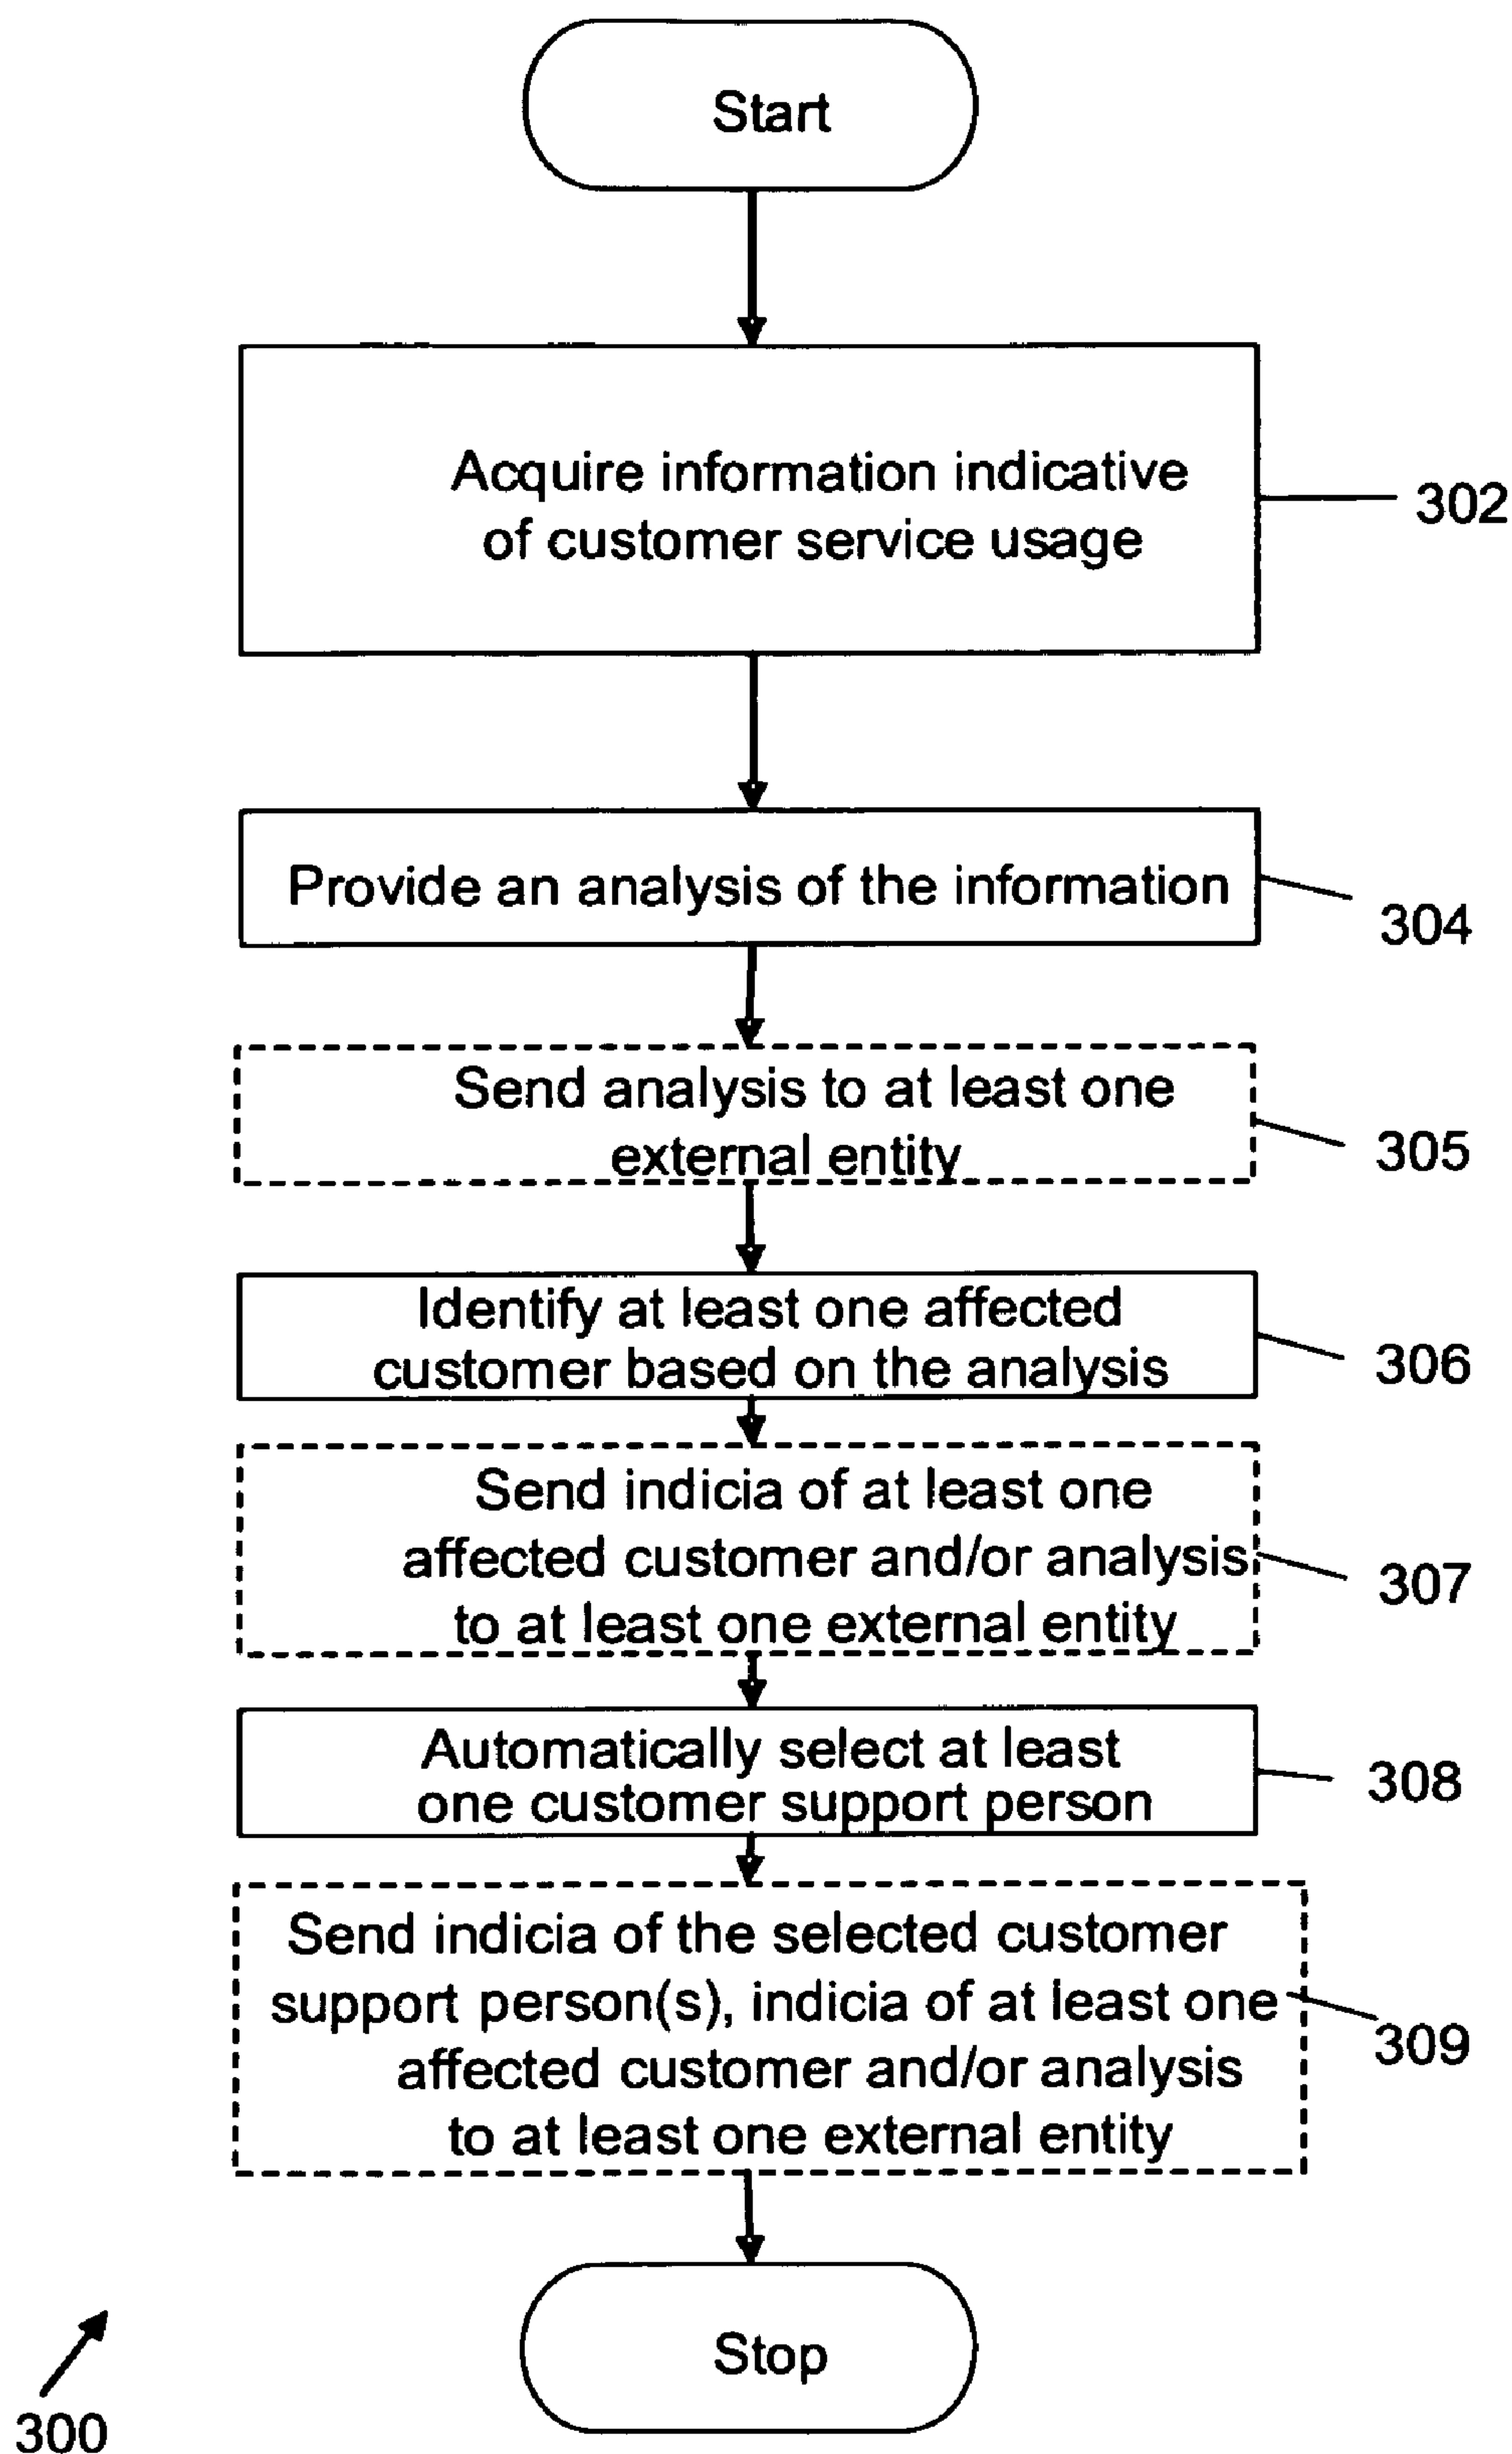 Start
Acquire information indicative
of customer service usage
302
Provide an analysis of the information
304
Send analysis to at least one
external entity
305
Identify at least one affected
customer based on the analysis
306
Send indicia of at least one
affected customer and/or analysis
to at least one external entity
307
Automatically select at least
one customer support person
308
Send indicia of the selected customer
support person(s), indicia of at least one
affected customer and/or analysis
to at least one external entity
309
Stop
300